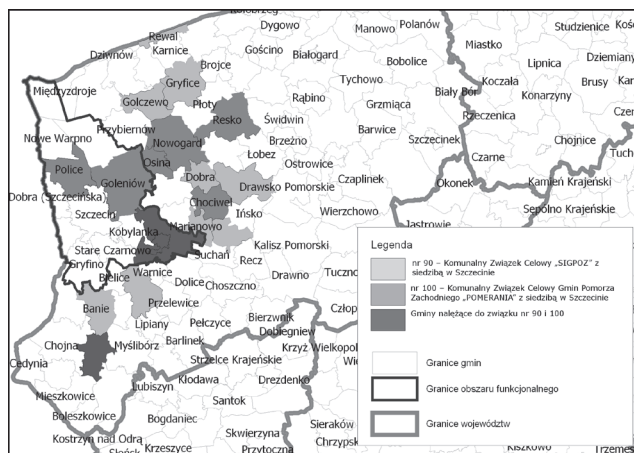 Kołobrzeg
Dygowo
Manowo
Polanów
Studzienice
Rewal
Karnice
Gościno
Białogard
Miastko
Dziwnów
Brojce
Lipnica
Dziemiany
Międzyzdroje
Gryfice
Tychowo
Bobolice
Koczała
Brusy
Golczewo
Płoty
Rąbino
Biały Bór
Konarzyny
Przybiernów
Resko
Świdwin
Grzmiąca
Rzeczenica
Nowe Warpno
Nowogard
Brzeżno
Barwice
Szczecinek
Chojnice
Osina
Łobez
Ostrowice
Czarne
Police
Goleniów
Dobra
Drawsko Pomorskie
Czaplinek
Okonek
Kamień Krajeński
Dobra (Szczecińska)
Chociwel
Szczecin
Ińsko
Wierzchowo
Jastrowie
Sępólno Krajeńskie
Kobylanka
Marianowo
Stare Czarnowo
Suchań
Kalisz Pomorski
Gryfino
Recz
Bielice
Warnice
Dolice
Choszczno
Drawno
Tuczno
Banie
Przelewice
Lipiany
Pełczyce
Bierzwnik
Człop
Chojna
Myślibórz
Barlinek
Dobiegniew
Krzyż Wielkopol
Cedynia
Strzelce Krajeńskie
Mieszkowice
Lubiszyn
Kłodawa
Drezdenko
Boleszkowice
Santok
Bogdaniec
Sieraków
Kostrzyn nad Odrą
Skwierzyna
Chrzyps
Krzeszyce
Przytoczna
Kiszkowo
Trzemes
Legenda
nr 90 – Komunalny Związek Celowy „SIGPOZ” z
siedzibą w Szczecinie
nr 100 – Komunalny Związek Celowy Gmin Pomorza
Zachodniego „POMERANIA” z siedzibą w Szczecinie
Gminy należące do związku nr 90 i 100
Granice gmin
Granice obszaru funkcjonalnego
Granice województw